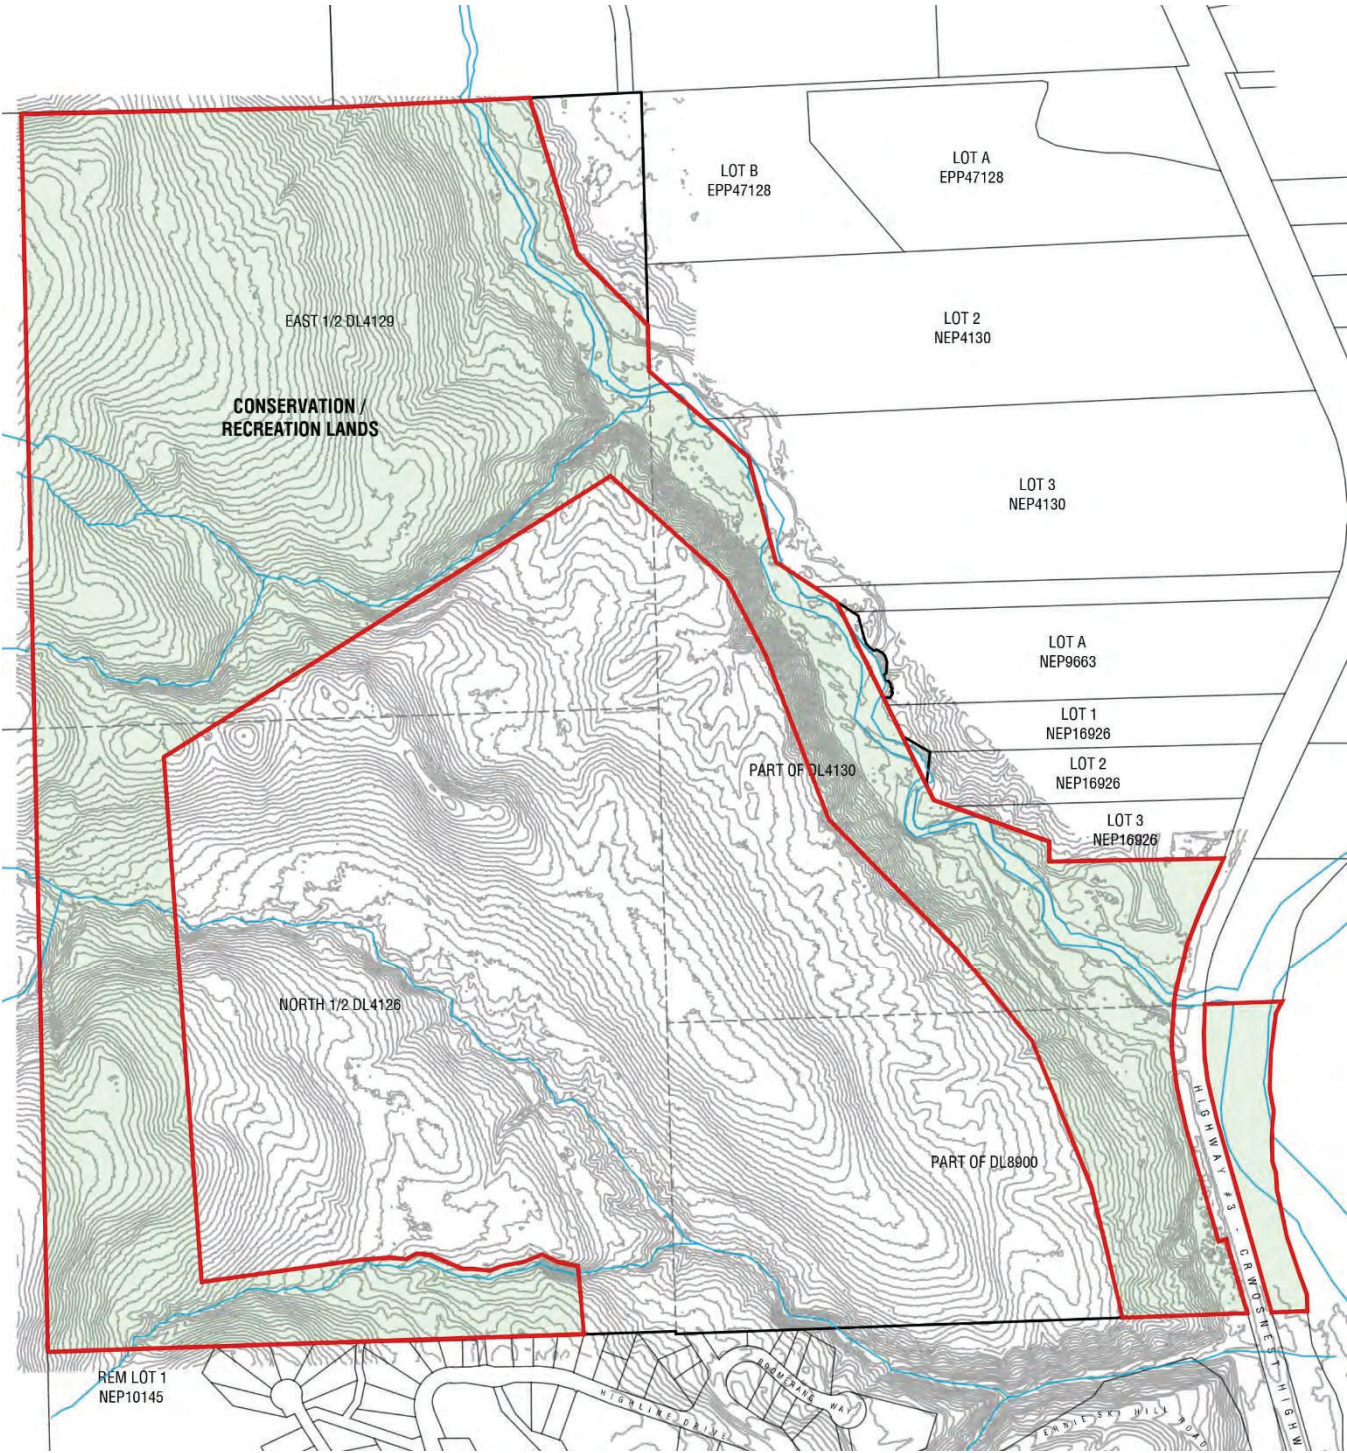 LOT A
EPP47128
LOT B
EPP47128
EAST 1/2 DL4129
LOT 2
NEP4130
CONSERVATION /
RECREATION LANDS
LOT 3
NEP4130
LOT A
NEP9663
LOT 1
NEP16926
PART OF DL4130
LOT 2
NEP16926
LOT 3
NEP16926
NORTH 1/2 DL4126
PART OF DL8900
HIGHWAY #3 - CRWOSNEST HIGHW
REM LOT 1
NEP10145
HIGHLINE DRIVE
BOOMERANG WAY
FERNIE SKI HILL ROAD